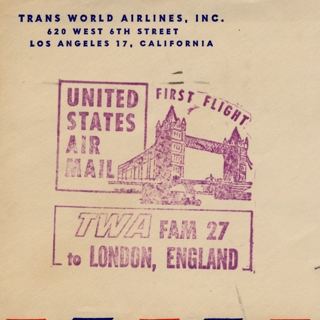 TRANS WORLD AIRLINES, INC.
620 WEST 6TH STREET
LOS ANGELES 17, CALIFORNIA
UNITED
STATES
AIR
MAIL
FIRST FLIGHT
TWA FAM 27
to LONDON, ENGLAND